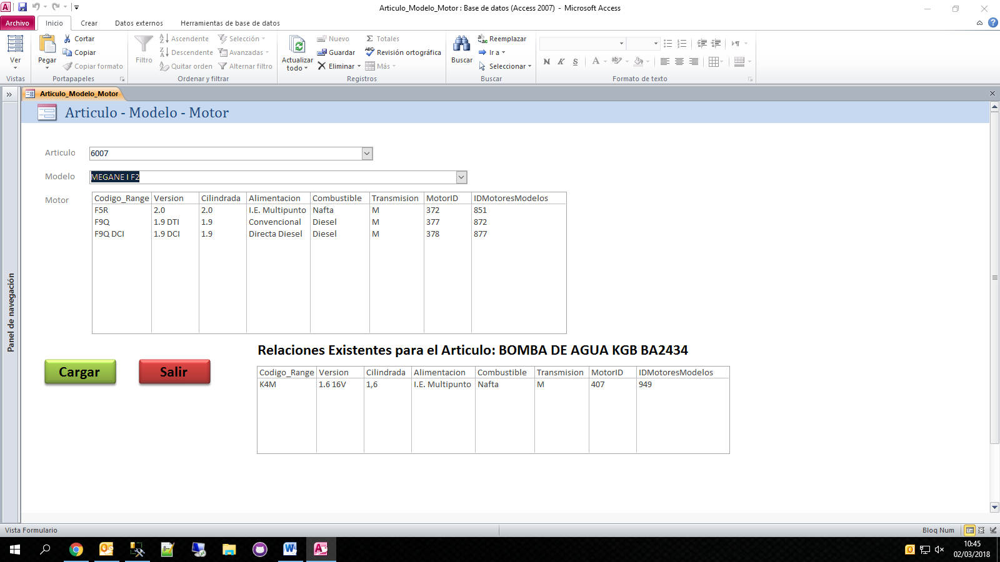 Articulo_Modelo_Motor : Base de datos (Access 2007) - Microsoft Access
Archivo Inicio Crear Datos externos Herramientas de base de datos
Ver
Vistas
Pegar
Cortar
Copiar
Copiar formato
Portapapeles
Filtro
Ascendente
Descendente
Quitar orden
Selección
Avanzadas
Alternar filtro
Ordenar y filtrar
Actualizar
todo
Nuevo
Guardar
Eliminar
Totales
Revisión ortográfica
Más
Registros
Buscar
Reemplazar
Ir a
Seleccionar
Buscar
N K S
Formato de texto
Articulo_Modelo_Motor
Articulo - Modelo - Motor
Panel de navegación
Articulo 6007
Modelo MEGANE I F2
Motor
Codigo_Range Version Cilindrada Alimentacion Combustible Transmision MotorID IDMotoresModelos
F5R 2.0 2.0 I.E. Multipunto Nafta M 372 851
F9Q 1.9 DTI 1.9 Convencional Diesel M 377 872
F9Q DCI 1.9 DCI 1.9 Directa Diesel Diesel M 378 877
Relaciones Existentes para el Articulo: BOMBA DE AGUA KGB BA2434
Cargar Salir
Codigo_Range Version Cilindrada Alimentacion Combustible Transmision MotorID IDMotoresModelos
K4M 1.6 16V 1,6 I.E. Multipunto Nafta M 407 949
Vista Formulario Bloq Num
10:45
02/03/2018